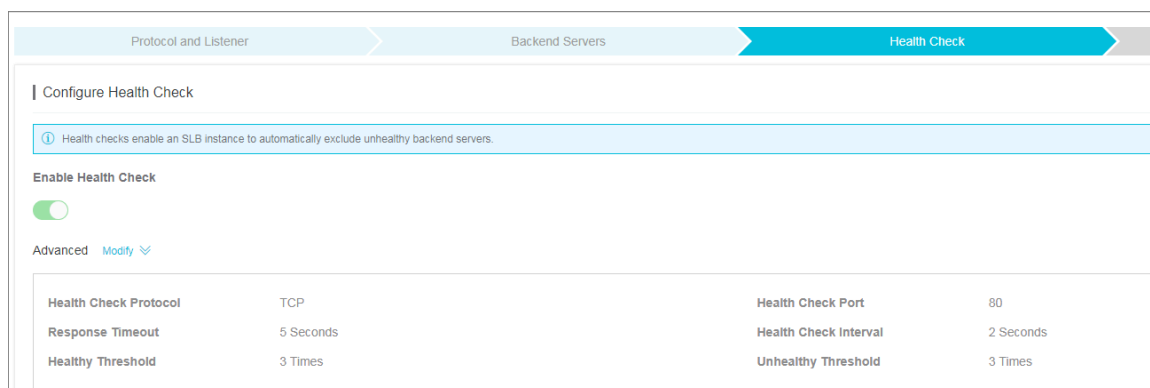 Protocol and Listener Backend Servers Health Check
Configure Health Check
Health checks enable an SLB instance to automatically exclude unhealthy backend servers.
Enable Health Check
Advanced Modify
Health Check Protocol TCP Health Check Port 80
Response Timeout 5 Seconds Health Check Interval 2 Seconds
Healthy Threshold 3 Times Unhealthy Threshold 3 Times